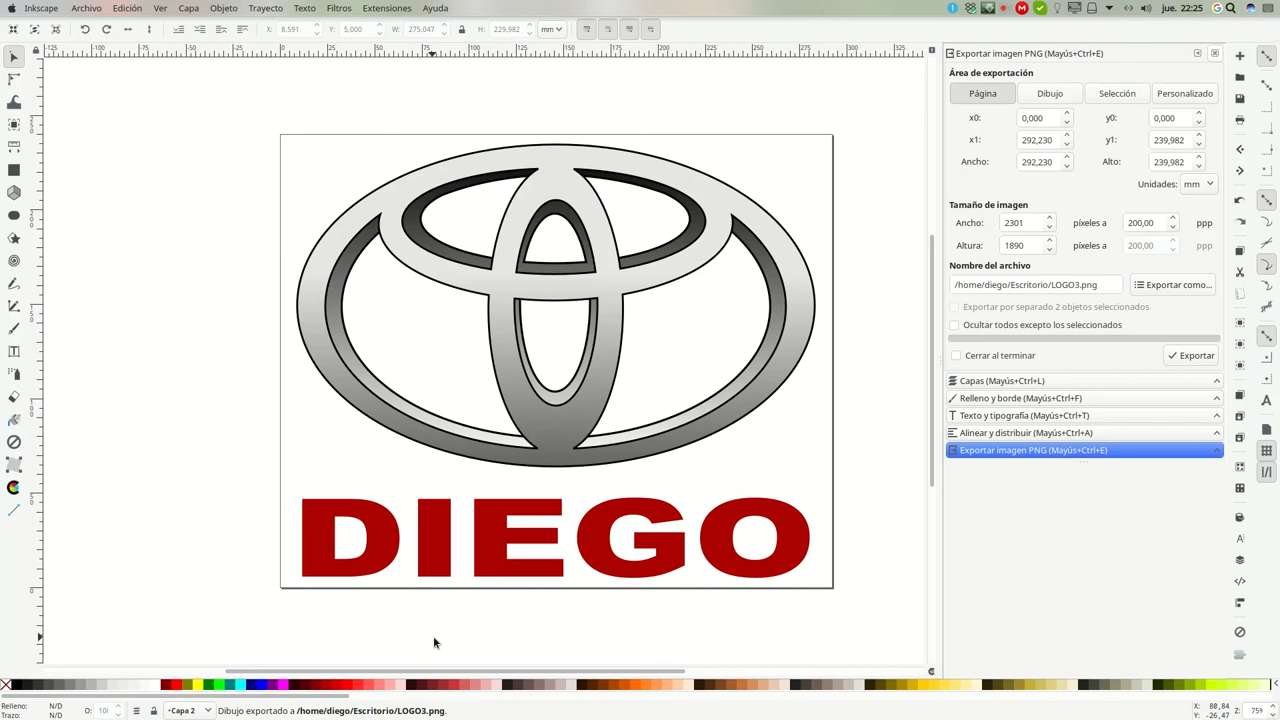 Inkscape Archivo Edición Ver Capa Objeto Trayecto Texto Filtros Extensiones Ayuda
jue. 22:25
X: 8,591 Y: 5,000 W: 275,047 H: 229,982 mm
Exportar imagen PNG (Mayús+Ctrl+E)
Área de exportación
Página Dibujo Selección Personalizado
x0: 0,000 y0: 0,000
x1: 292,230 y1: 239,982
Ancho: 292,230 Alto: 239,982
Unidades: mm
Tamaño de imagen
Ancho: 2301 píxeles a 200,00 ppp
Altura: 1890 píxeles a 200,00 ppp
Nombre del archivo
/home/diego/Escritorio/LOGO3.png Exportar como...
Exportar por separado 2 objetos seleccionados
Ocultar todos excepto los seleccionados
Cerrar al terminar Exportar
Capas (Mayús+Ctrl+L)
Relleno y borde (Mayús+Ctrl+F)
Texto y tipografía (Mayús+Ctrl+T)
Alinear y distribuir (Mayús+Ctrl+A)
Exportar imagen PNG (Mayús+Ctrl+E)
DIEGO
Relleno: N/D
Trazo: N/D
O:
Capa 2
Dibujo exportado a /home/diego/Escritorio/LOGO3.png.
X: 80,84
Y: -26,47
Z: 75%